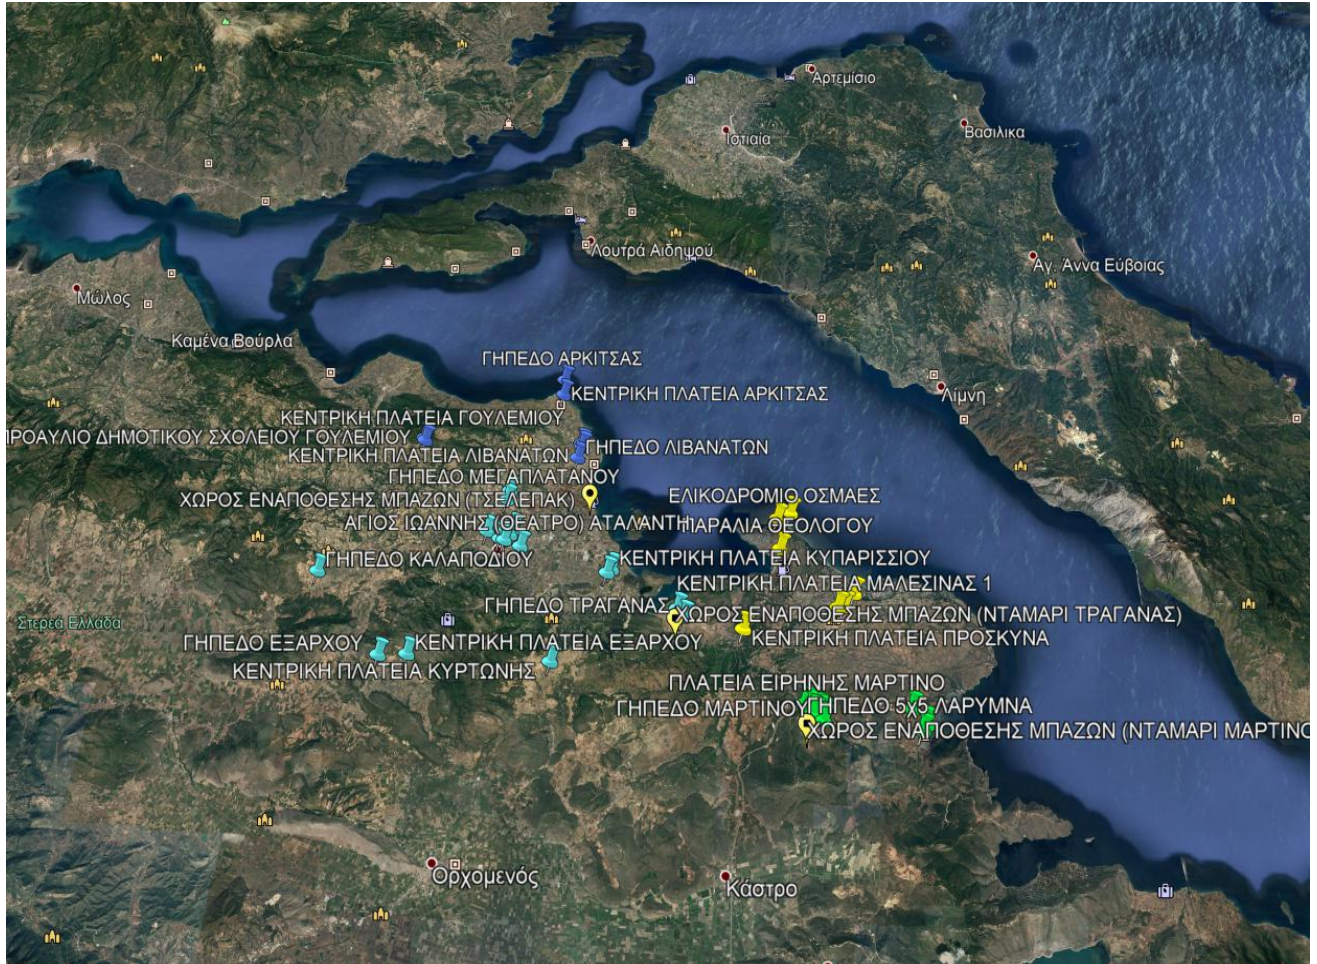 Αρτεμίσιο
Ιστιαία
Βασιλικα
Λουτρά Αιδηψού
Αγ. Άννα Εύβοιας
Μώλος
Καμένα Βούρλα
ΓΗΠΕΔΟ ΑΡΚΙΤΣΑΣ
ΚΕΝΤΡΙΚΗ ΠΛΑΤΕΙΑ ΑΡΚΙΤΣΑΣ
Λίμνη
ΚΕΝΤΡΙΚΗ ΠΛΑΤΕΙΑ ΓΟΥΛΕΜΙΟΥ
ΠΡΟΑΥΛΙΟ ΔΗΜΟΤΙΚΟΥ ΣΧΟΛΕΙΟΥ ΓΟΥΛΕΜΙΟΥ
ΓΗΠΕΔΟ ΛΙΒΑΝΑΤΩΝ
ΚΕΝΤΡΙΚΗ ΠΛΑΤΕΙΑ ΛΙΒΑΝΑΤΩΝ
ΓΗΠΕΔΟ ΜΕΓΑΠΛΑΤΑΝΟΥ
ΧΩΡΟΣ ΕΝΑΠΟΘΕΣΗΣ ΜΠΑΖΩΝ (ΤΣΕΛΕΠΑΚ)
ΕΛΙΚΟΔΡΟΜΙΟ ΟΣΜΑΕΣ
ΑΓΙΟΣ ΙΩΑΝΝΗΣ (ΘΕΑΤΡΟ) ΑΤΑΛΑΝΤΗ
ΠΑΡΑΛΙΑ ΘΕΟΛΟΓΟΥ
ΓΗΠΕΔΟ ΚΑΛΑΠΟΔΙΟΥ
ΚΕΝΤΡΙΚΗ ΠΛΑΤΕΙΑ ΚΥΠΑΡΙΣΣΙΟΥ
ΚΕΝΤΡΙΚΗ ΠΛΑΤΕΙΑ ΜΑΛΕΣΙΝΑΣ 1
ΓΗΠΕΔΟ ΤΡΑΓΑΝΑΣ
ΧΩΡΟΣ ΕΝΑΠΟΘΕΣΗΣ ΜΠΑΖΩΝ (ΝΤΑΜΑΡΙ ΤΡΑΓΑΝΑΣ)
Στερεά Ελλάδα
ΚΕΝΤΡΙΚΗ ΠΛΑΤΕΙΑ ΠΡΟΣΚΥΝΑ
ΓΗΠΕΔΟ ΕΞΑΡΧΟΥ
ΚΕΝΤΡΙΚΗ ΠΛΑΤΕΙΑ ΕΞΑΡΧΟΥ
ΚΕΝΤΡΙΚΗ ΠΛΑΤΕΙΑ ΚΥΡΤΩΝΗΣ
ΠΛΑΤΕΙΑ ΕΙΡΗΝΗΣ ΜΑΡΤΙΝΟ
ΓΗΠΕΔΟ ΜΑΡΤΙΝΟΥ
ΓΗΠΕΔΟ 5χ5 ΛΑΡΥΜΝΑ
ΧΩΡΟΣ ΕΝΑΠΟΘΕΣΗΣ ΜΠΑΖΩΝ (ΝΤΑΜΑΡΙ ΜΑΡΤΙΝΟ
Ορχομενός
Κάστρο